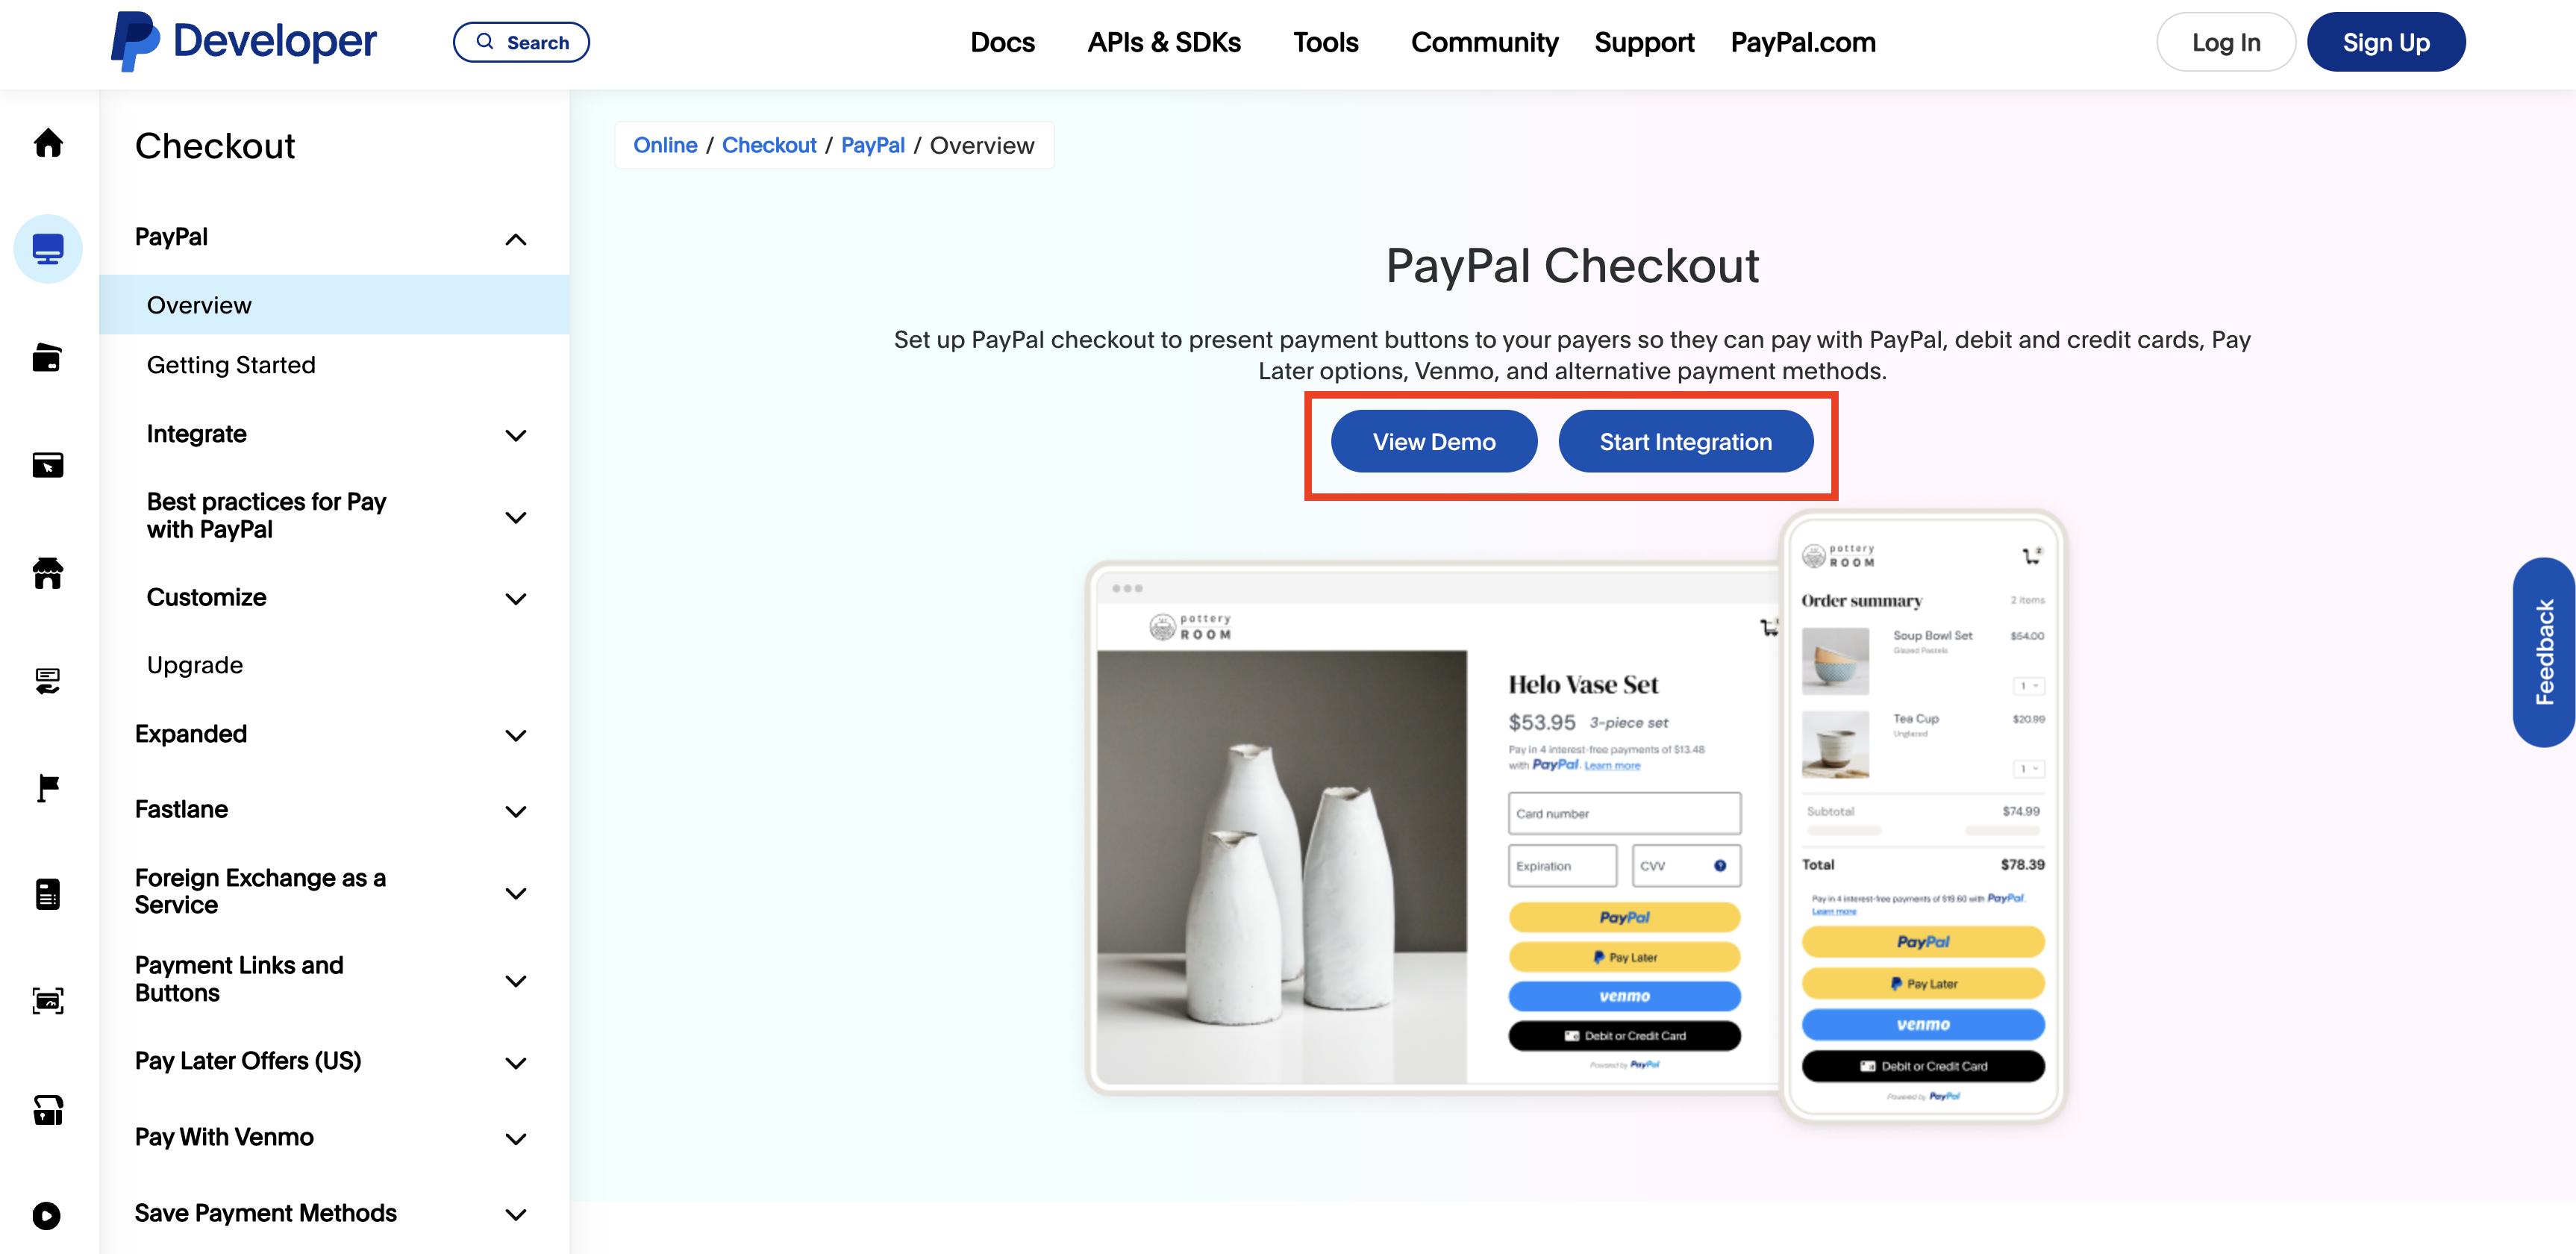 Developer
Search
Docs
APIs & SDKs
Tools
Community
Support
PayPal.com
Log In
Sign Up
Checkout
PayPal
Overview
Getting Started
Integrate
Best practices for Pay
with PayPal
Customize
Upgrade
Expanded
Fastlane
Foreign Exchange as a
Service
Payment Links and
Buttons
Pay Later Offers (US)
Pay With Venmo
Save Payment Methods
Online / Checkout / PayPal / Overview
PayPal Checkout
Set up PayPal checkout to present payment buttons to your payers so they can pay with PayPal, debit and credit cards, Pay
Later options, Venmo, and alternative payment methods.
View Demo
Start Integration
pottery
ROOM
Helo Vase Set
$53.95 3-piece set
Pay in 4 interest-free payments of $13.48
with PayPal. Learn more
Card number
Expiration
CVV
PayPal
Pay Later
venmo
Debit or Credit Card
Powered by PayPal
pottery
ROOM
2
Order summary
2 items
Soup Bowl Set
$54.00
Glazed Pastels
1
Tea Cup
$20.99
Unglazed
1
Subtotal
$74.99
Total
$78.39
Pay in 4 interest-free payments of $19.60 with PayPal.
Learn more
PayPal
Pay Later
venmo
Debit or Credit Card
Powered by PayPal
Feedback